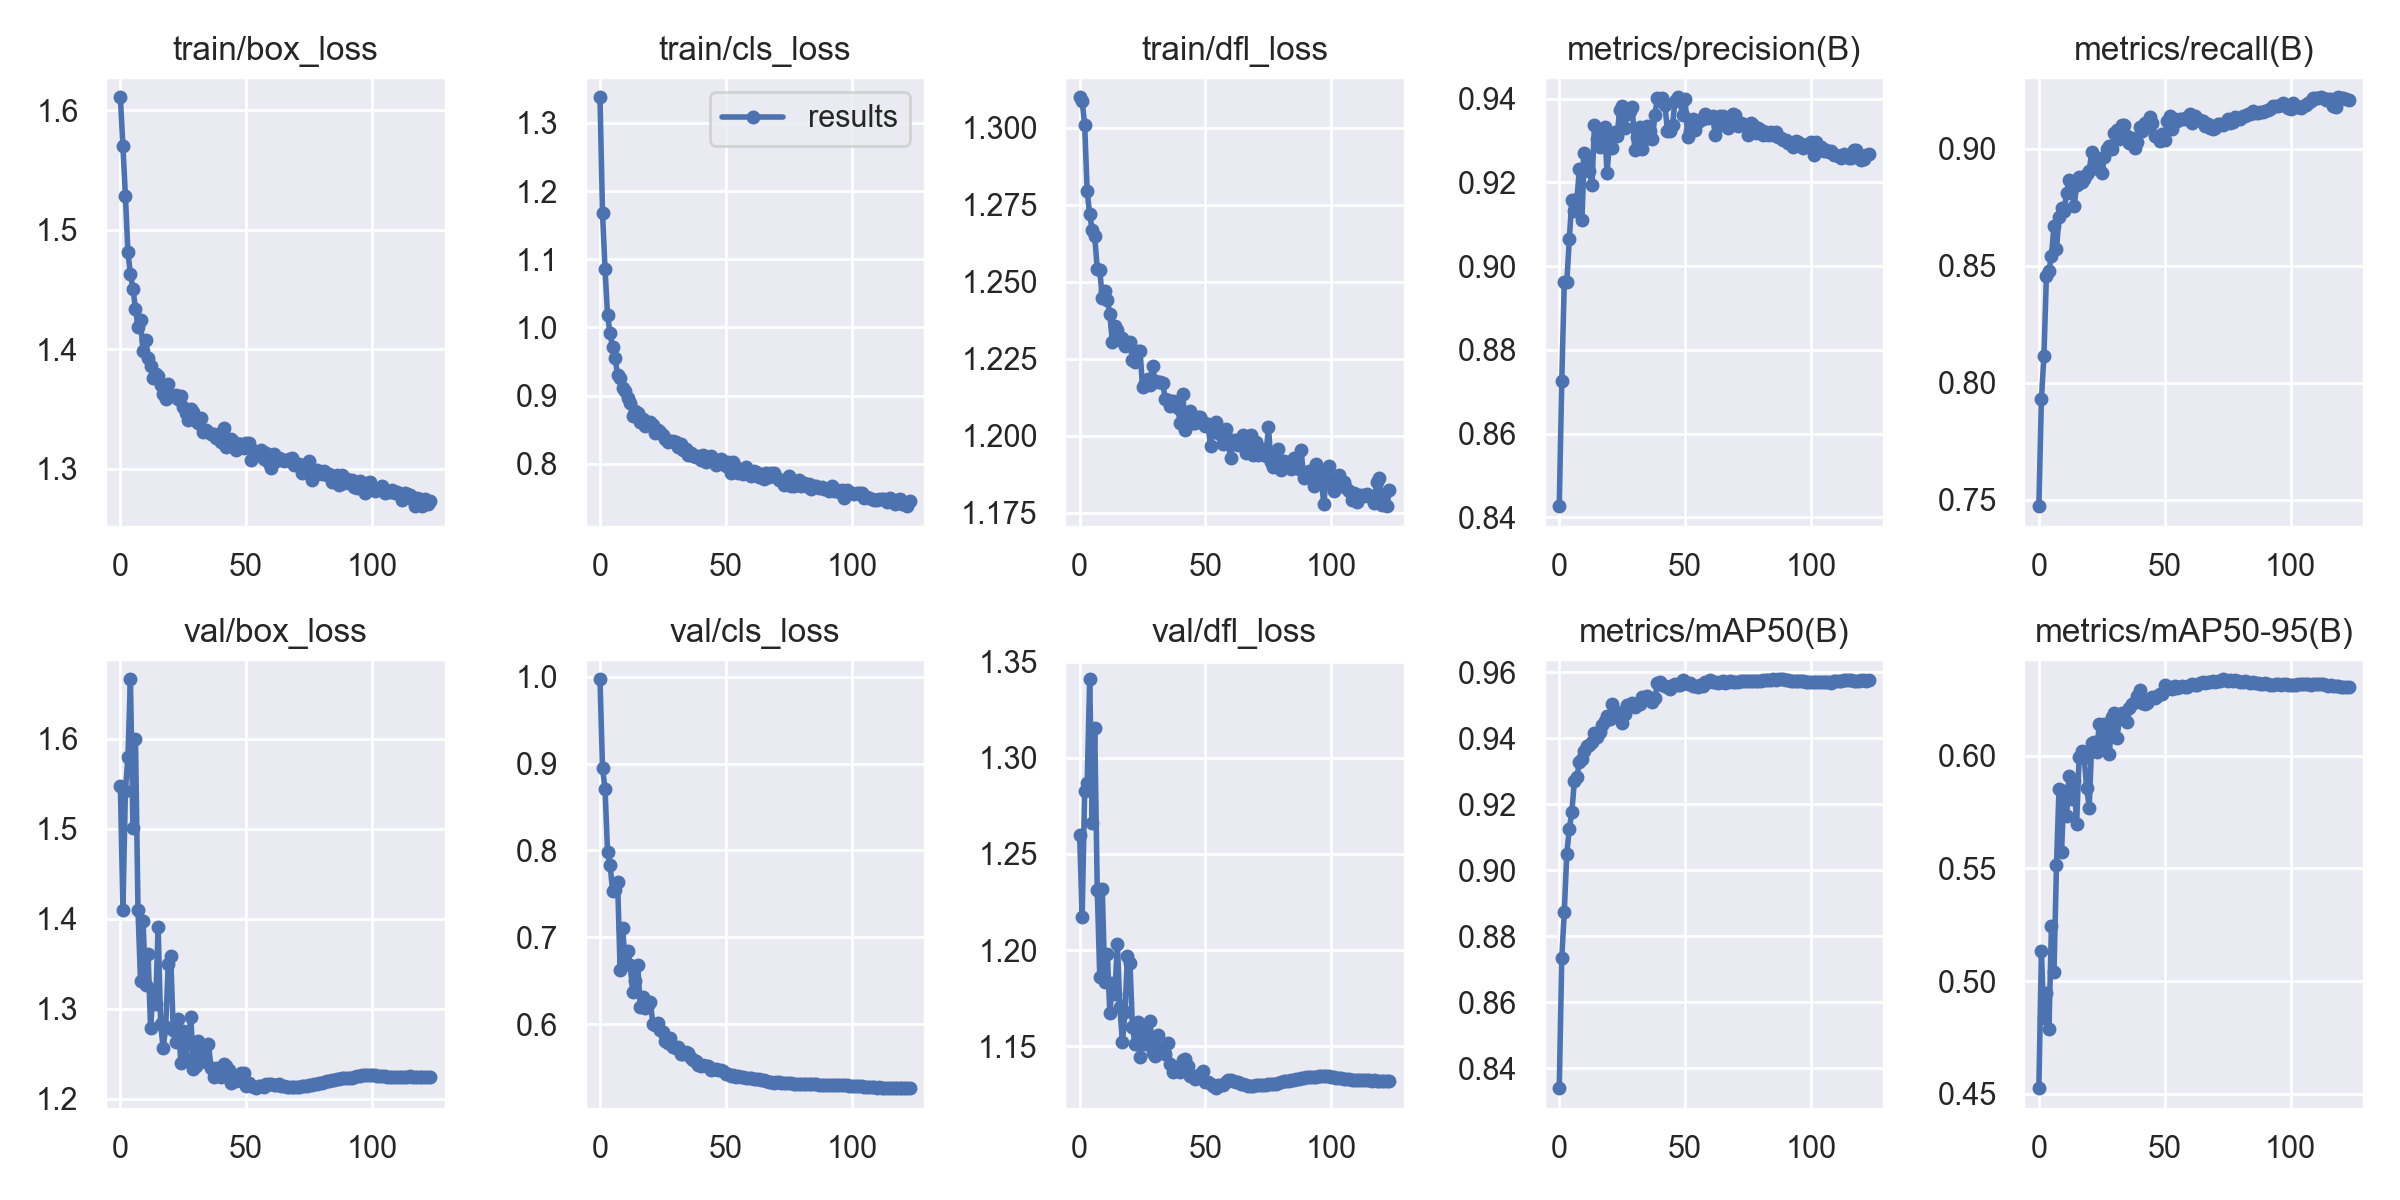 train/box_loss
1.6
1.5
1.4
1.3
0 50 100
train/cls_loss
results
1.3
1.2
1.1
1.0
0.9
0.8
0 50 100
train/dfl_loss
1.300
1.275
1.250
1.225
1.200
1.175
0 50 100
metrics/precision(B)
0.94
0.92
0.90
0.88
0.86
0.84
0 50 100
metrics/recall(B)
0.90
0.85
0.80
0.75
0 50 100
val/box_loss
1.6
1.5
1.4
1.3
1.2
0 50 100
val/cls_loss
1.0
0.9
0.8
0.7
0.6
0 50 100
val/dfl_loss
1.35
1.30
1.25
1.20
1.15
0 50 100
metrics/mAP50(B)
0.96
0.94
0.92
0.90
0.88
0.86
0.84
0 50 100
metrics/mAP50-95(B)
0.60
0.55
0.50
0.45
0 50 100